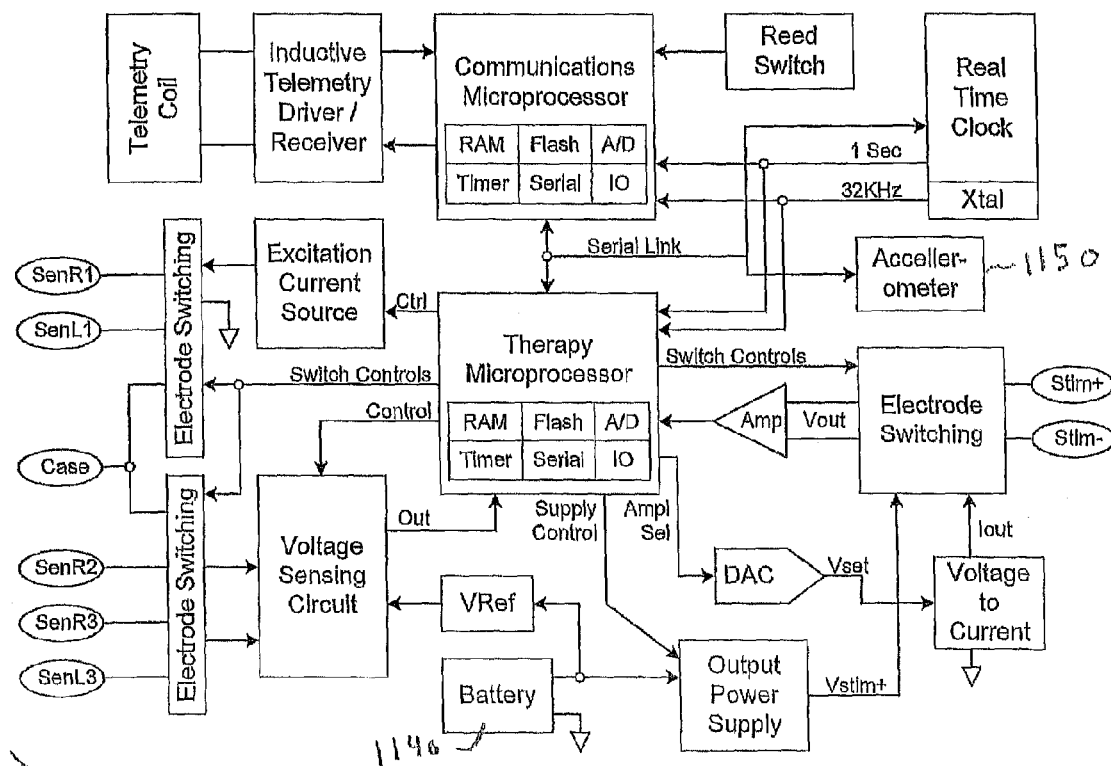 Telemetry Coil
Inductive
Telemetry
Driver /
Receiver
Communications
Microprocessor
RAM Flash A/D
Timer Serial IO
Reed
Switch
Real
Time
Clock
Xtal
1 Sec
32KHz
Serial Link
Acceller-
ometer
1150
SenR1
SenL1
Electrode Switching
Excitation
Current
Source
Ctrl
Therapy
Microprocessor
RAM Flash A/D
Timer Serial IO
Switch Controls
Control
Switch Controls
Amp
Vout
Electrode
Switching
Stim+
Stim-
Case
SenR2
SenR3
SenL3
Electrode Switching
Voltage
Sensing
Circuit
Out
Supply
Control
Ampl
Sel
DAC
Vset
Iout
Voltage
to
Current
VRef
Battery
1140
Output
Power
Supply
Vstim+